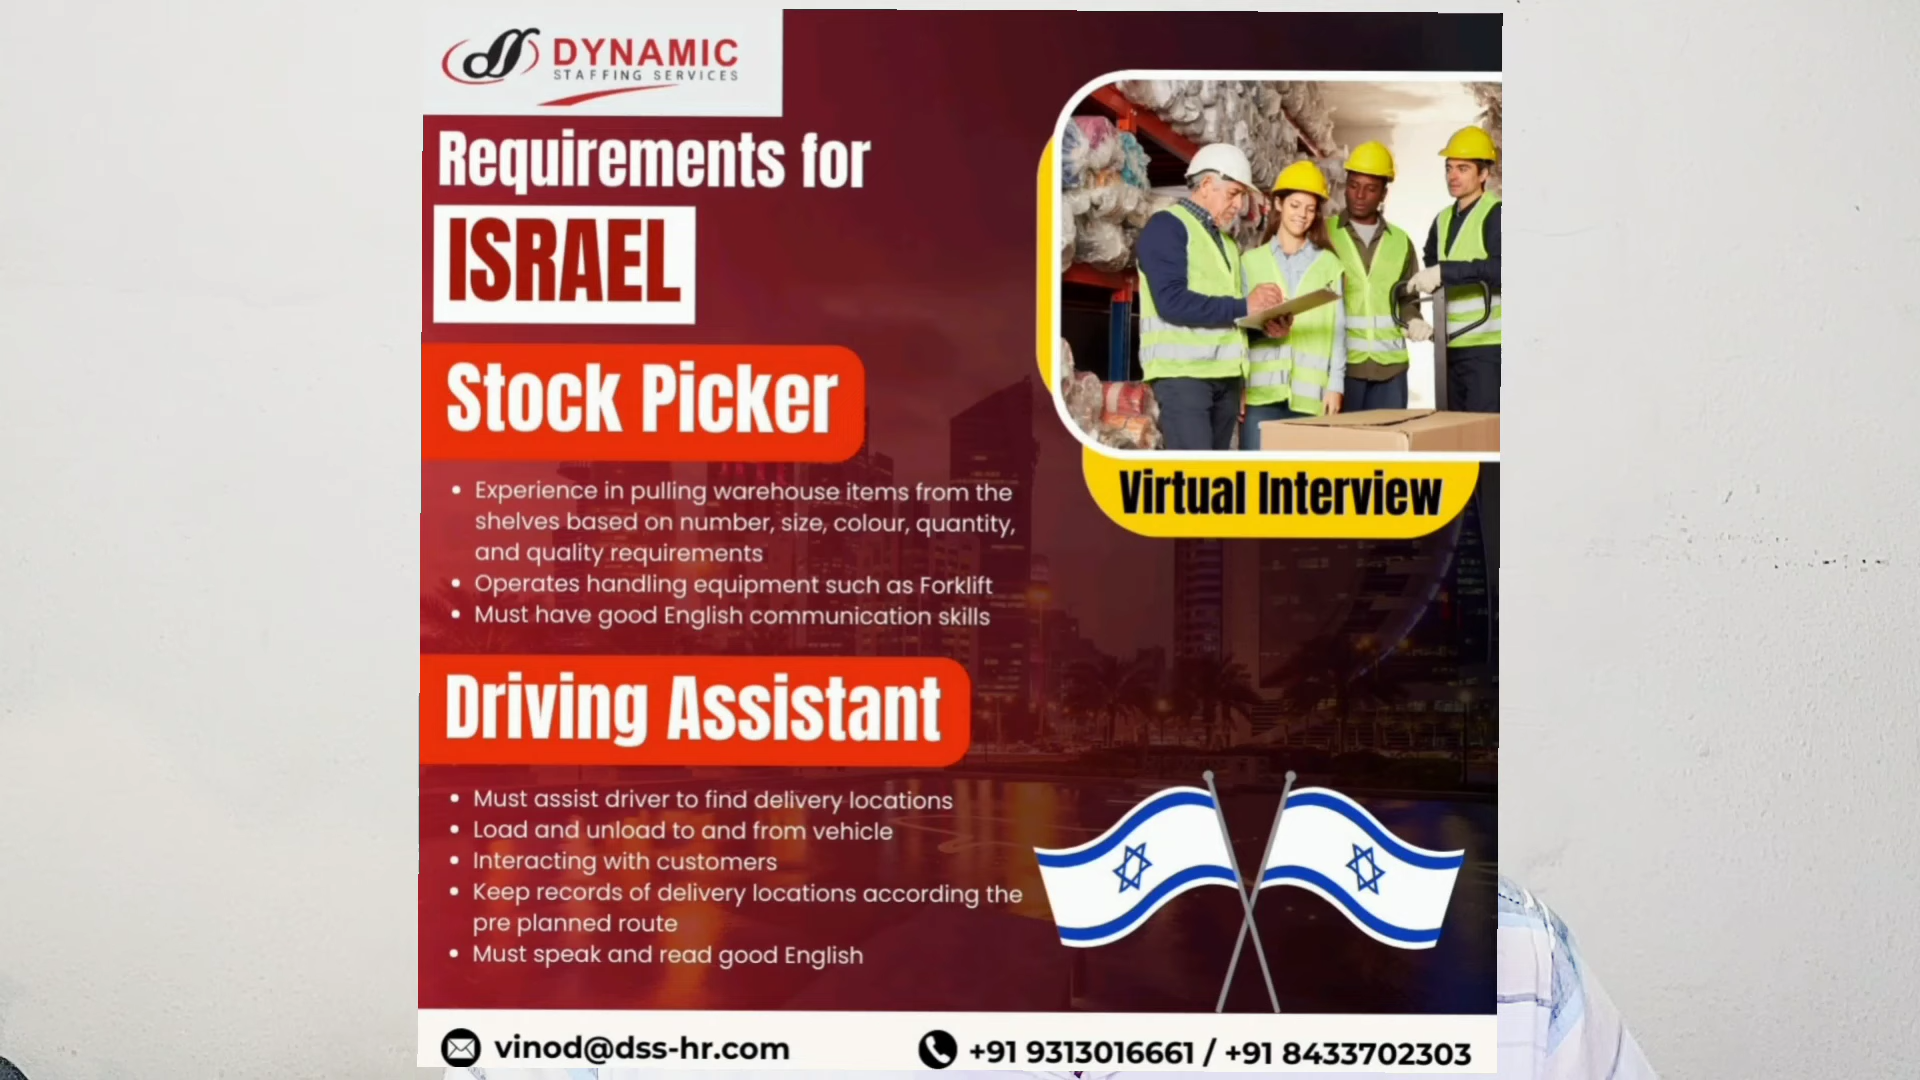 DYNAMIC
STAFFING SERVICES
Requirements for
ISRAEL
Stock Picker
• Experience in pulling warehouse items from the
shelves based on number, size, colour, quantity,
and quality requirements
• Operates handling equipment such as Forklift
• Must have good English communication skills
Virtual Interview
Driving Assistant
• Must assist driver to find delivery locations
• Load and unload to and from vehicle
• Interacting with customers
• Keep records of delivery locations according the
pre planned route
• Must speak and read good English
vinod@dss-hr.com
+91 9313016661 / +91 8433702303